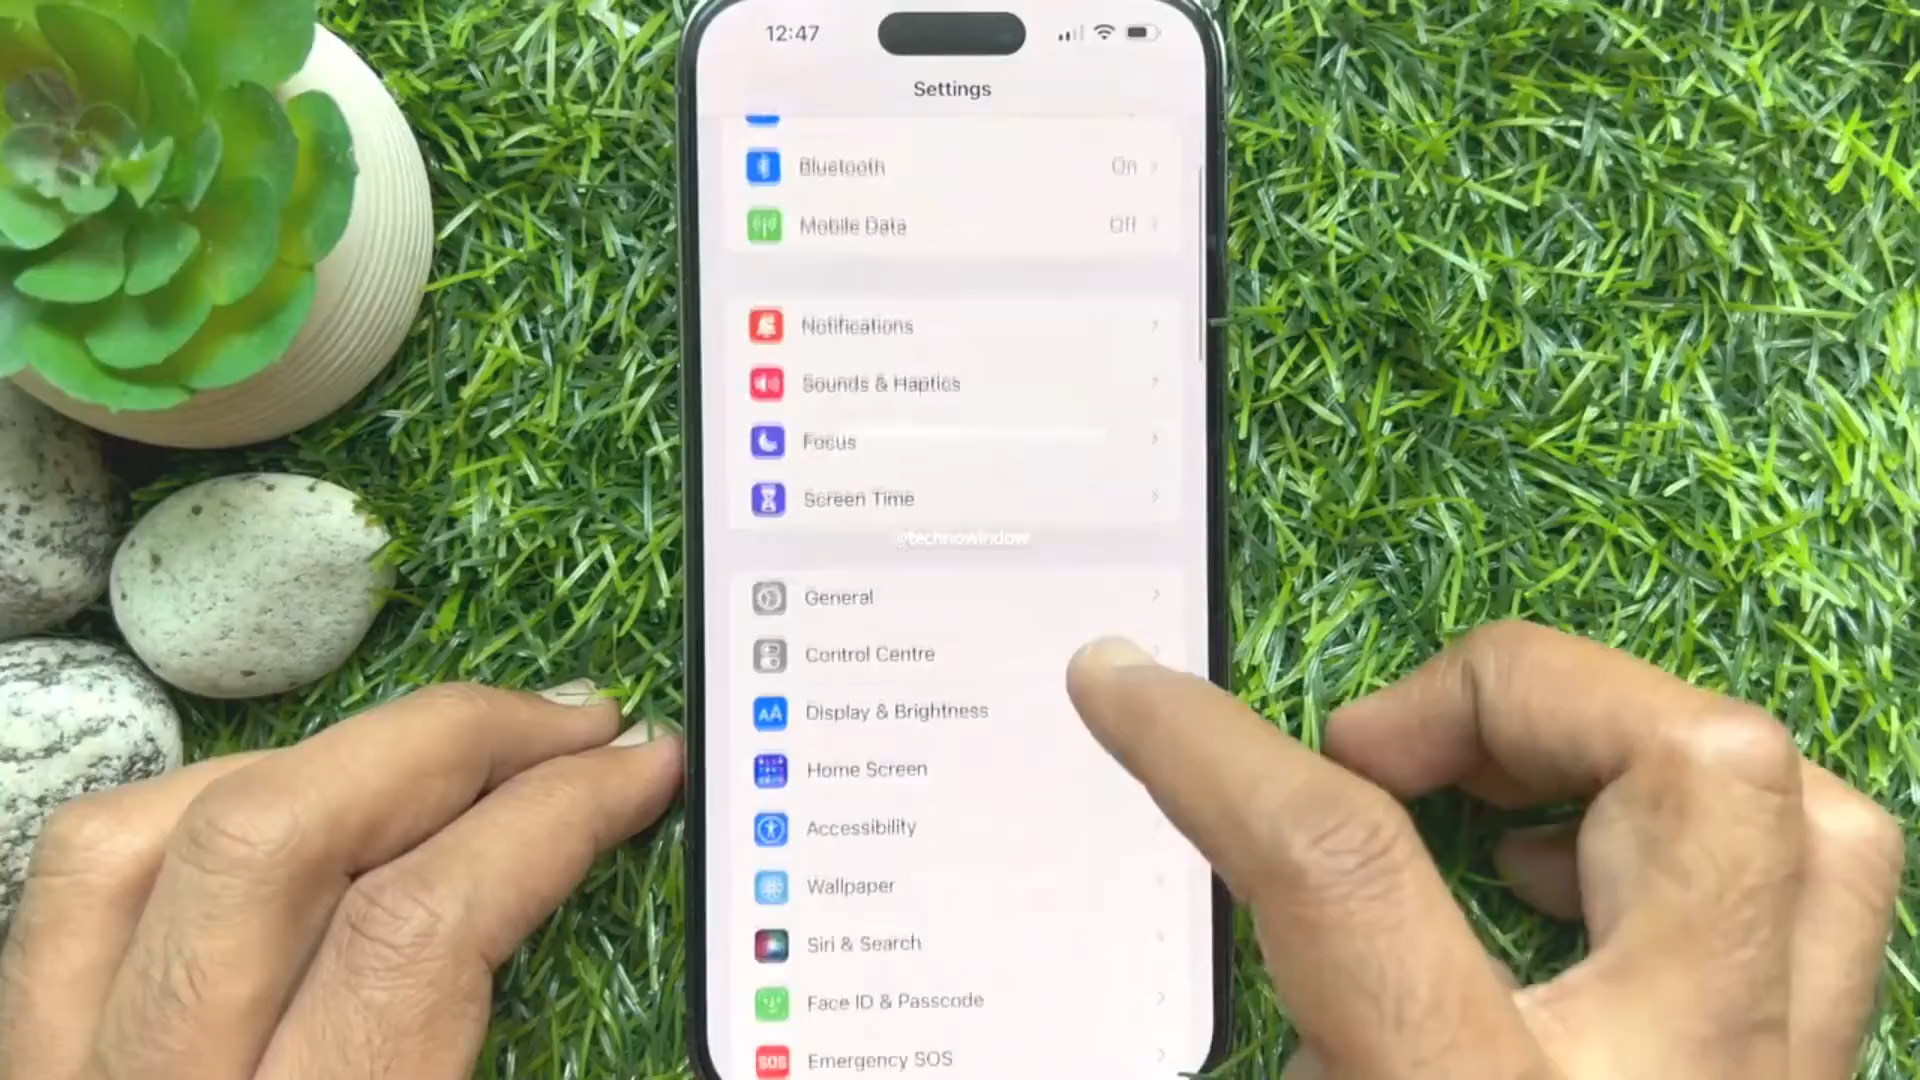 12:47
Settings
Bluetooth On
Mobile Data Off
Notifications
Sounds & Haptics
Focus
Screen Time
@technowindow
General
Control Centre
AA Display & Brightness
Home Screen
Accessibility
Wallpaper
Siri & Search
Face ID & Passcode
SOS Emergency SOS